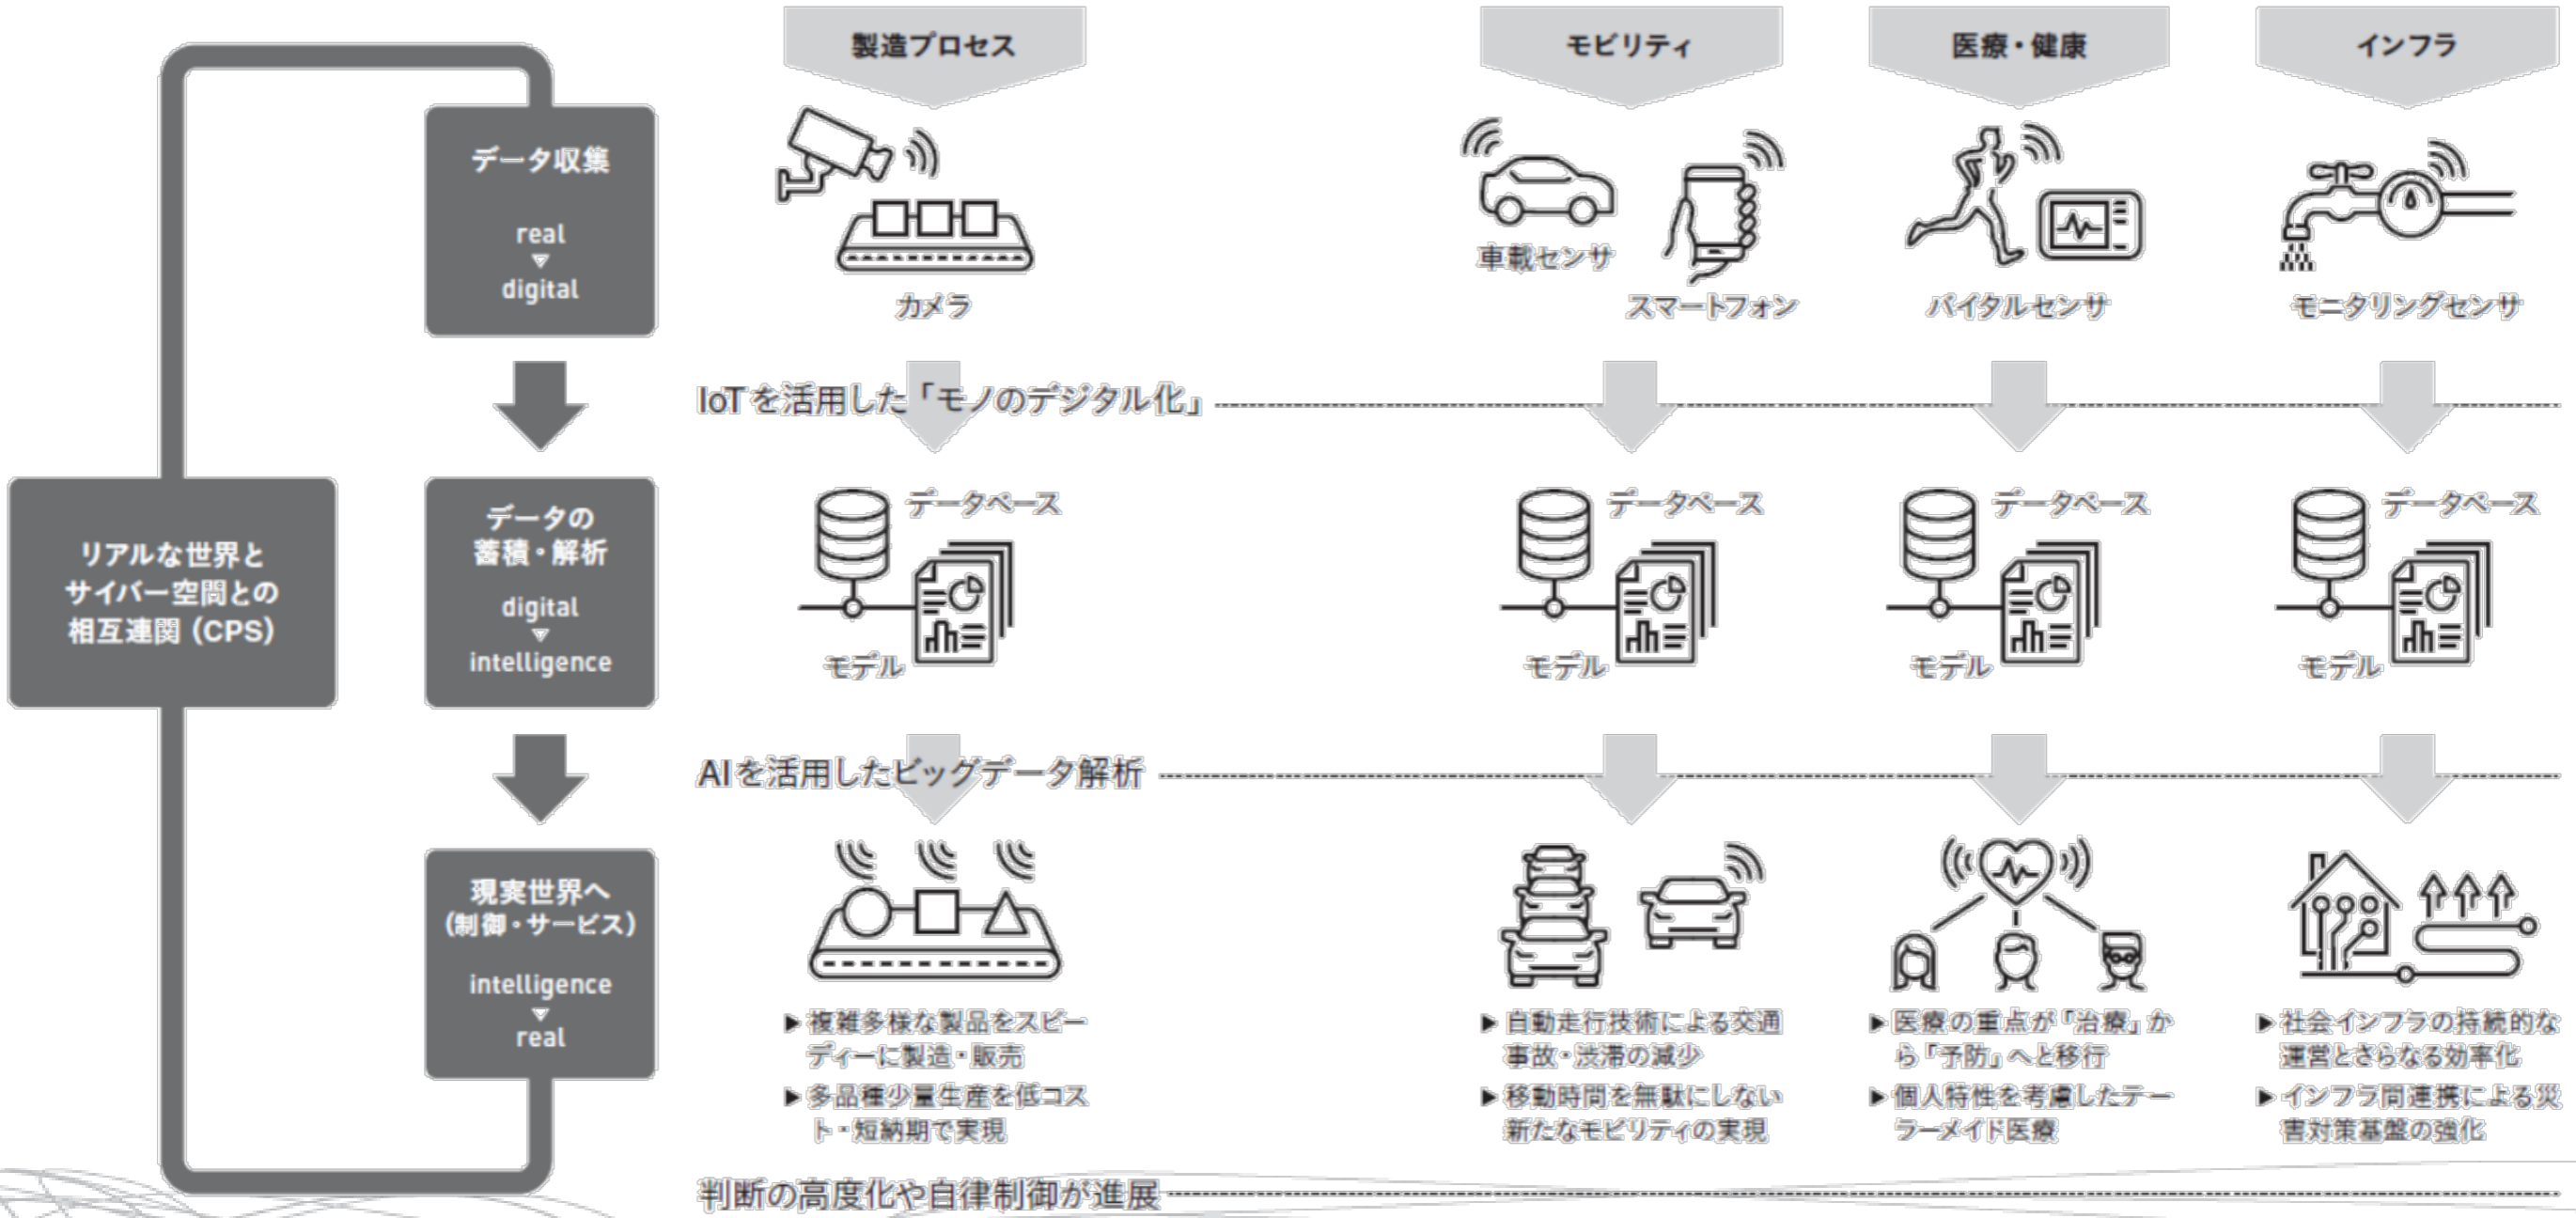 製造プロセス
モビリティ
医療・健康
インフラ
データ収集
real
digital
カメラ
車載センサ
スマートフォン
バイタルセンサ
モニタリングセンサ
IoTを活用した「モノのデジタル化」
リアルな世界と
サイバー空間との
相互連関（CPS）
データの
蓄積・解析
digital
intelligence
データベース
モデル
データベース
モデル
データベース
モデル
データベース
モデル
AIを活用したビッグデータ解析
現実世界へ
（制御・サービス）
intelligence
real
▶ 複雑多様な製品をスピー
ディーに製造・販売
▶ 多品種少量生産を低コス
ト・短納期で実現
▶ 自動走行技術による交通
事故・渋滞の減少
▶ 移動時間を無駄にしない
新たなモビリティの実現
▶ 医療の重点が「治療」か
ら「予防」へと移行
▶ 個人特性を考慮したテー
ラーメイド医療
▶ 社会インフラの持続的な
運営とさらなる効率化
▶ インフラ間連携による災
害対策基盤の強化
判断の高度化や自律制御が進展